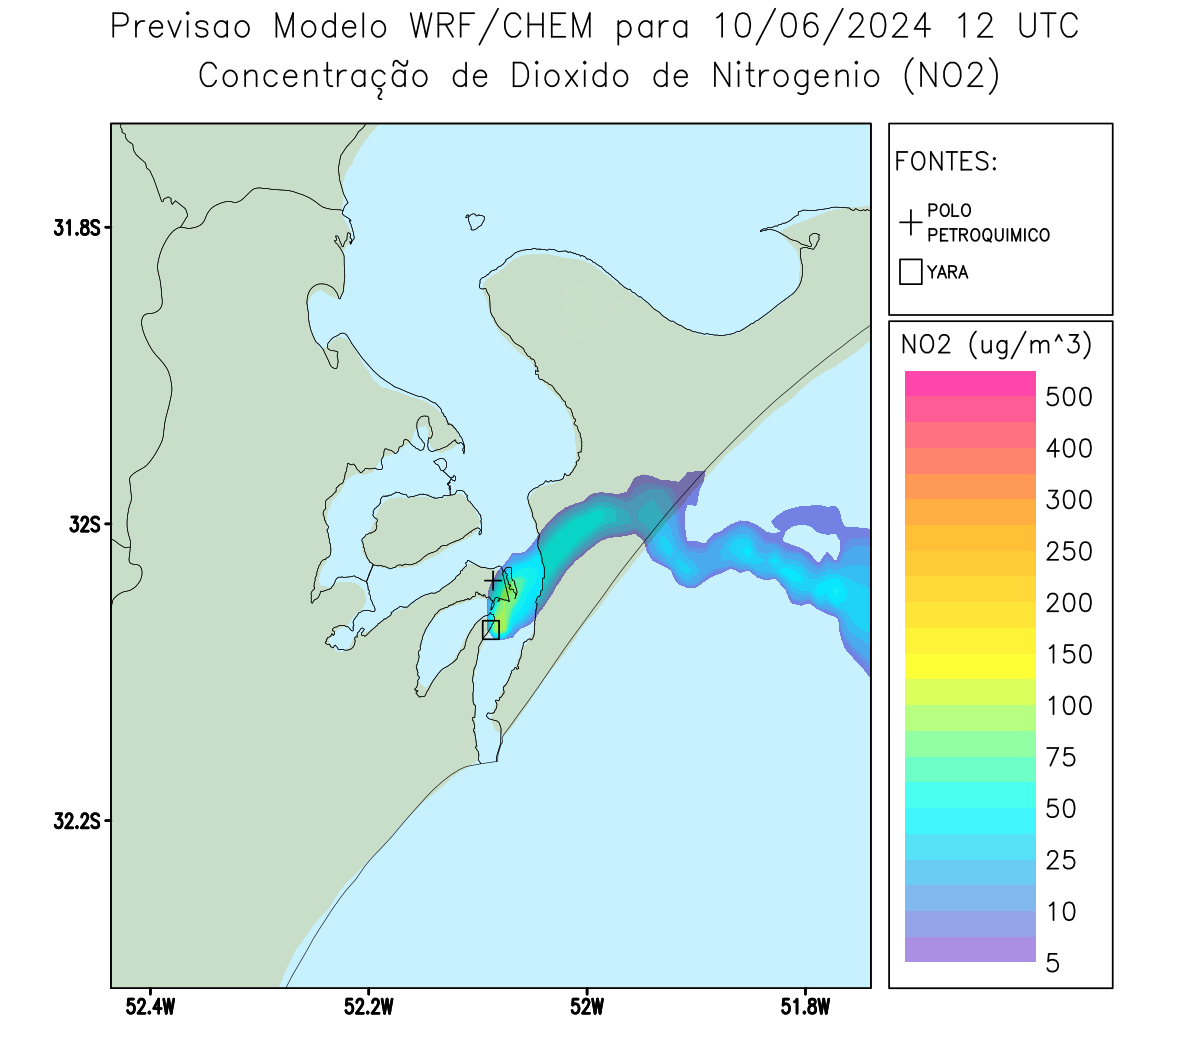 Previsao Modelo WRF/CHEM para 10/06/2024 12 UTC
Concentração de Dioxido de Nitrogenio (NO2)
FONTES:
POLO
PETROQUIMICO
YARA
NO2 (ug/m^3)
500
400
300
250
200
150
100
75
50
25
10
5
31.8S
32S
32.2S
52.4W
52.2W
52W
51.8W